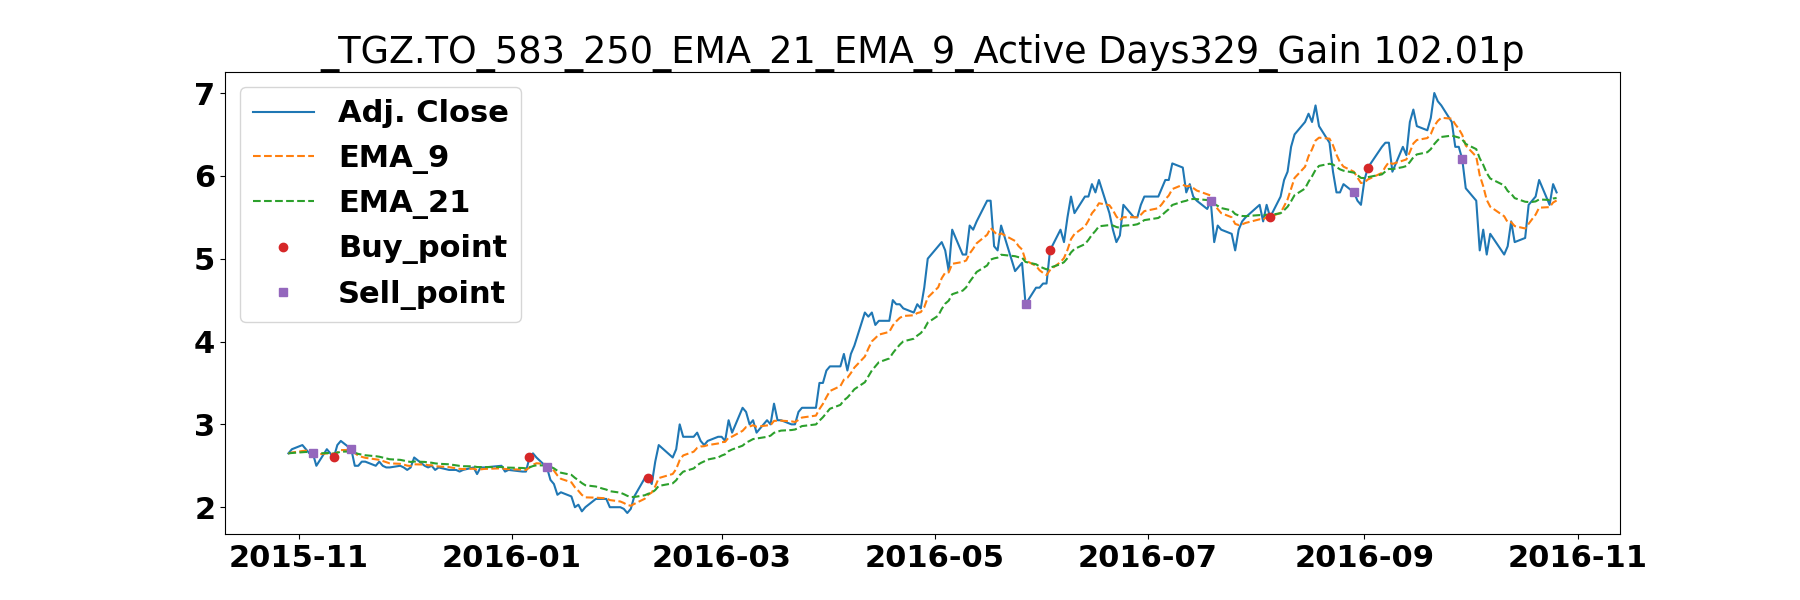 _TGZ.TO_583_250_EMA_21_EMA_9_Active Days329_Gain 102.01p
7
6
5
4
3
2
Adj. Close
EMA_9
EMA_21
Buy_point
Sell_point
2015-11 2016-01 2016-03 2016-05 2016-07 2016-09 2016-11